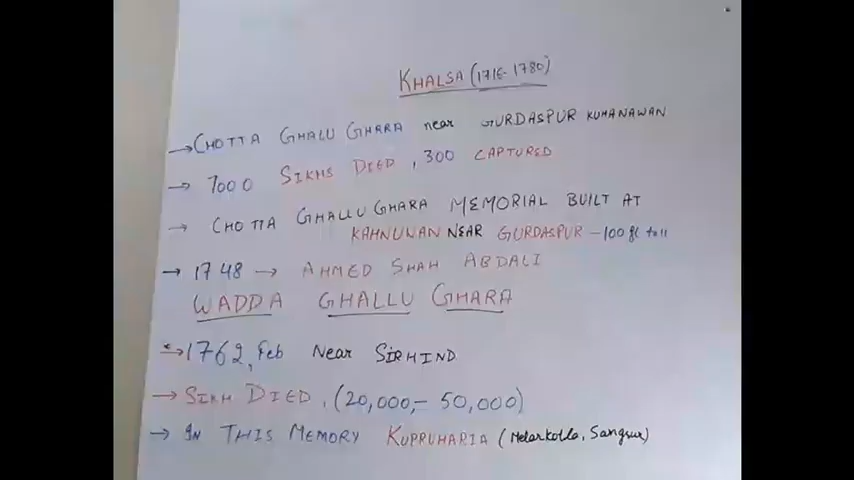 KHALSA (1716-1780)
→ CHOTTA GHALU GHARA near GURDASPUR KUHANAWAN
→ 7000 SIKHS DIED, 300 CAPTURED
→ CHOTTA GHALLU GHARA MEMORIAL BUILT AT
KAHNUWAN NEAR GURDASPUR - 100 ft tall
→ 1748 → AHMED SHAH ABDALI
WADDA GHALLU GHARA
*→ 1762, Feb Near SIRHIND
→ SIKH DIED, (20,000 - 50,000)
→ IN THIS MEMORY KUPRUHARIA (Melarkotla, Sangrur)